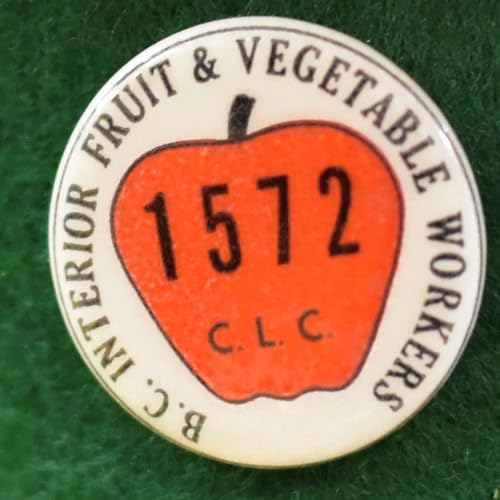 B.C. INTERIOR FRUIT & VEGETABLE WORKERS
1572
C. L. C.